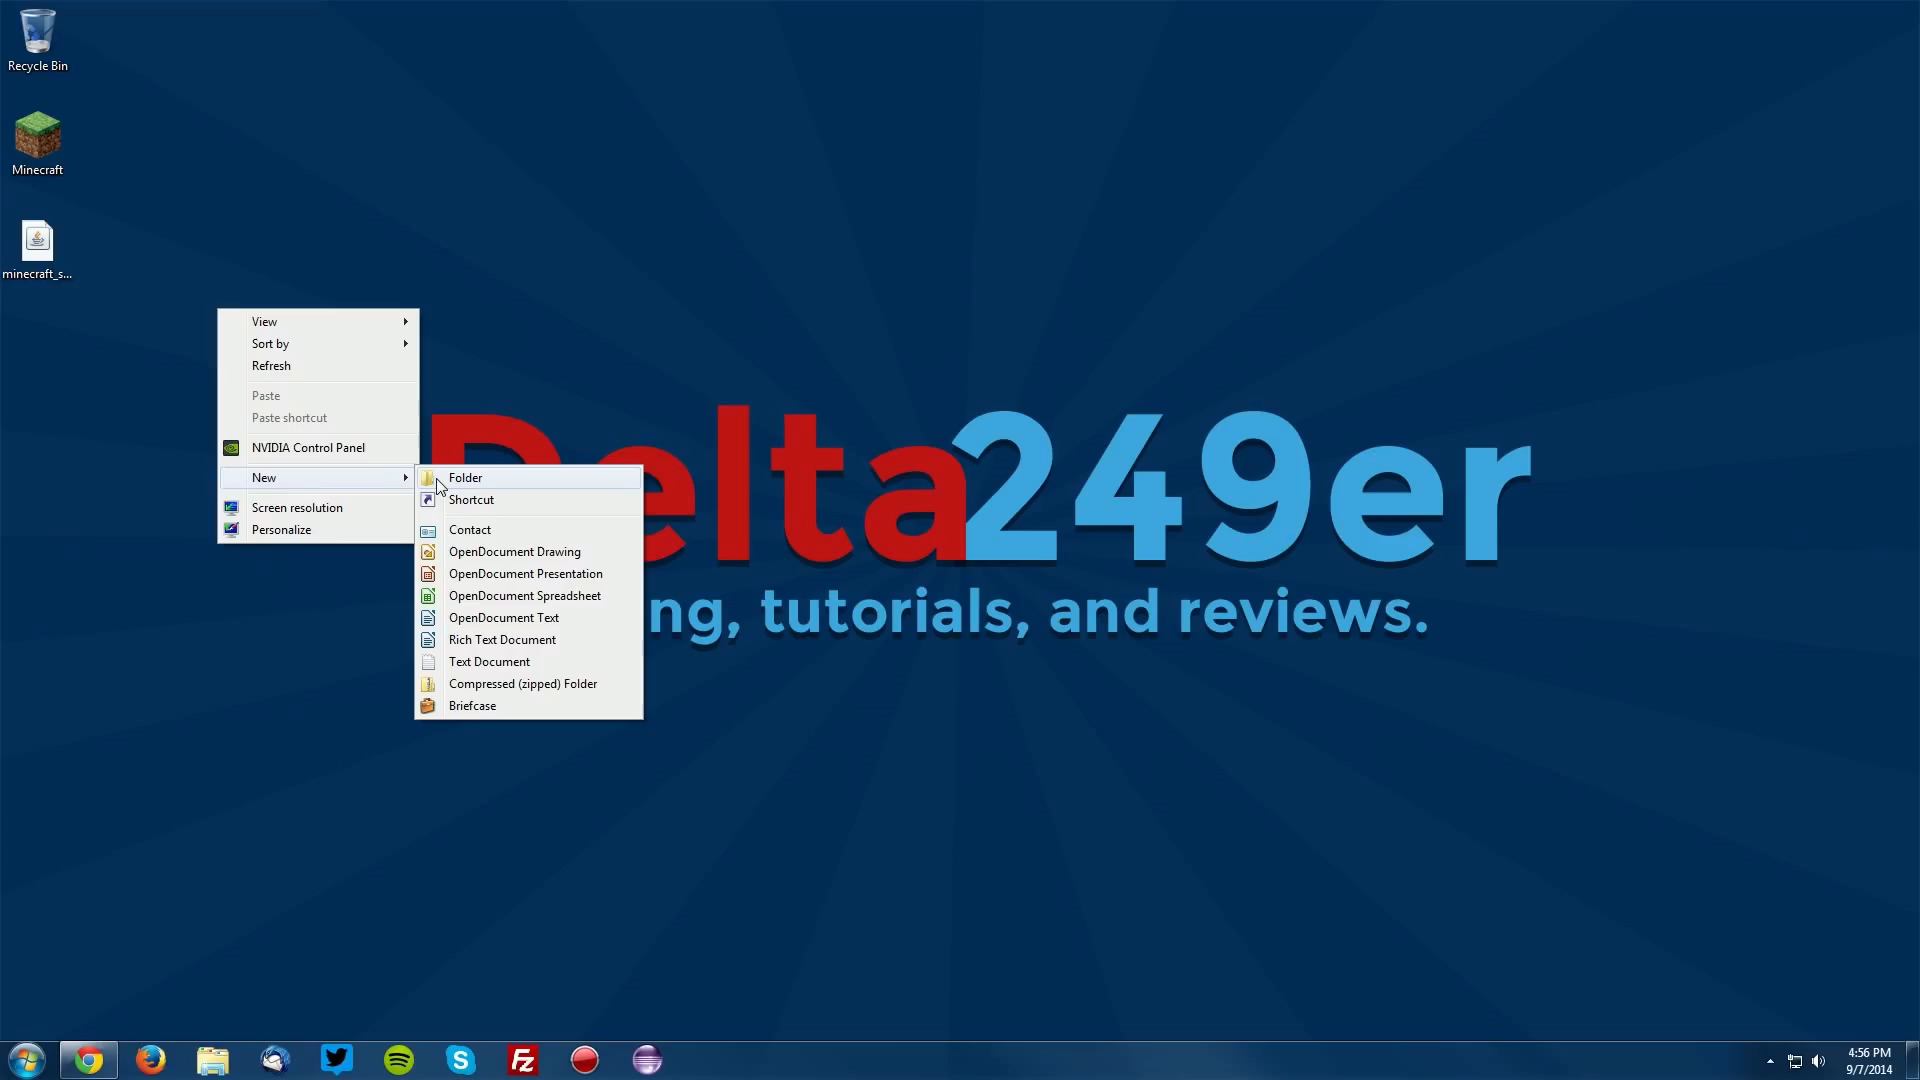 Recycle Bin
Minecraft
minecraft_s...
View
Sort by
Refresh
Paste
Paste shortcut
NVIDIA Control Panel
New
Screen resolution
Personalize
Folder
Shortcut
Contact
OpenDocument Drawing
OpenDocument Presentation
OpenDocument Spreadsheet
OpenDocument Text
Rich Text Document
Text Document
Compressed (zipped) Folder
Briefcase
Delta249er
ng, tutorials, and reviews.
4:56 PM
9/7/2014